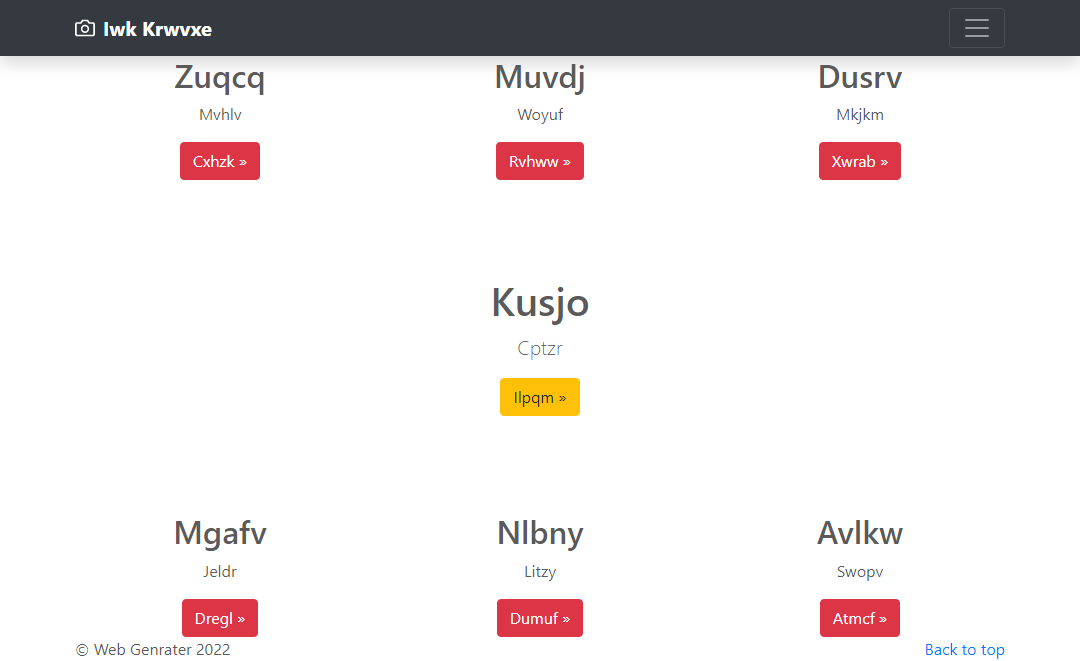 Iwk Krwvxe
Zuqcq
Mvhlv
Cxhzk »
Muvdj
Woyuf
Rvhww »
Dusrv
Mkjkm
Xwrab »
Kusjo
Cptzr
Ilpqm »
Mgafv
Jeldr
Dregl »
Nlbny
Litzy
Dumuf »
Avlkw
Swopv
Atmcf »
© Web Genrater 2022
Back to top